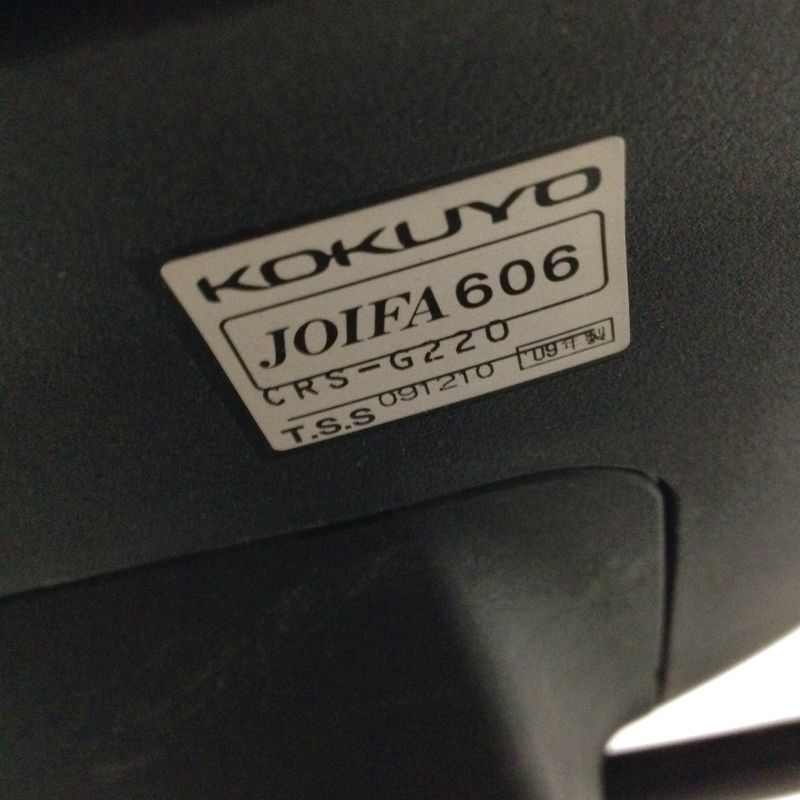 KOKUYO
JOIFA 606
CRS-G220
T.S.S 091210 '09年製